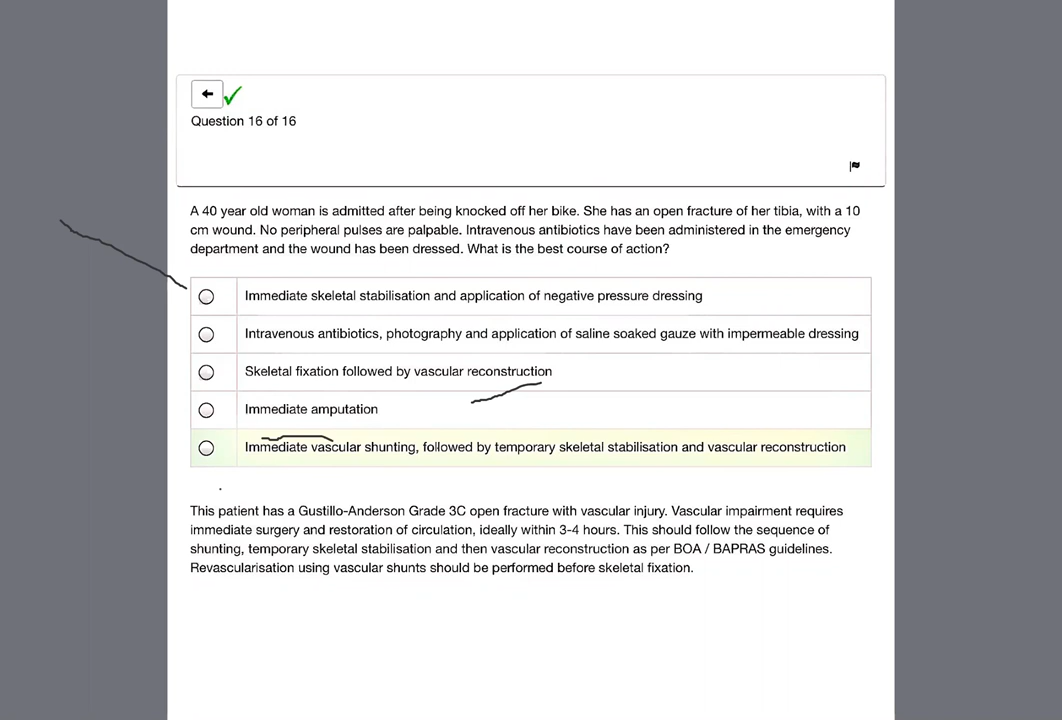 Question 16 of 16
A 40 year old woman is admitted after being knocked off her bike. She has an open fracture of her tibia, with a 10
cm wound. No peripheral pulses are palpable. Intravenous antibiotics have been administered in the emergency
department and the wound has been dressed. What is the best course of action?
Immediate skeletal stabilisation and application of negative pressure dressing
Intravenous antibiotics, photography and application of saline soaked gauze with impermeable dressing
Skeletal fixation followed by vascular reconstruction
Immediate amputation
Immediate vascular shunting, followed by temporary skeletal stabilisation and vascular reconstruction
This patient has a Gustillo-Anderson Grade 3C open fracture with vascular injury. Vascular impairment requires
immediate surgery and restoration of circulation, ideally within 3-4 hours. This should follow the sequence of
shunting, temporary skeletal stabilisation and then vascular reconstruction as per BOA / BAPRAS guidelines.
Revascularisation using vascular shunts should be performed before skeletal fixation.